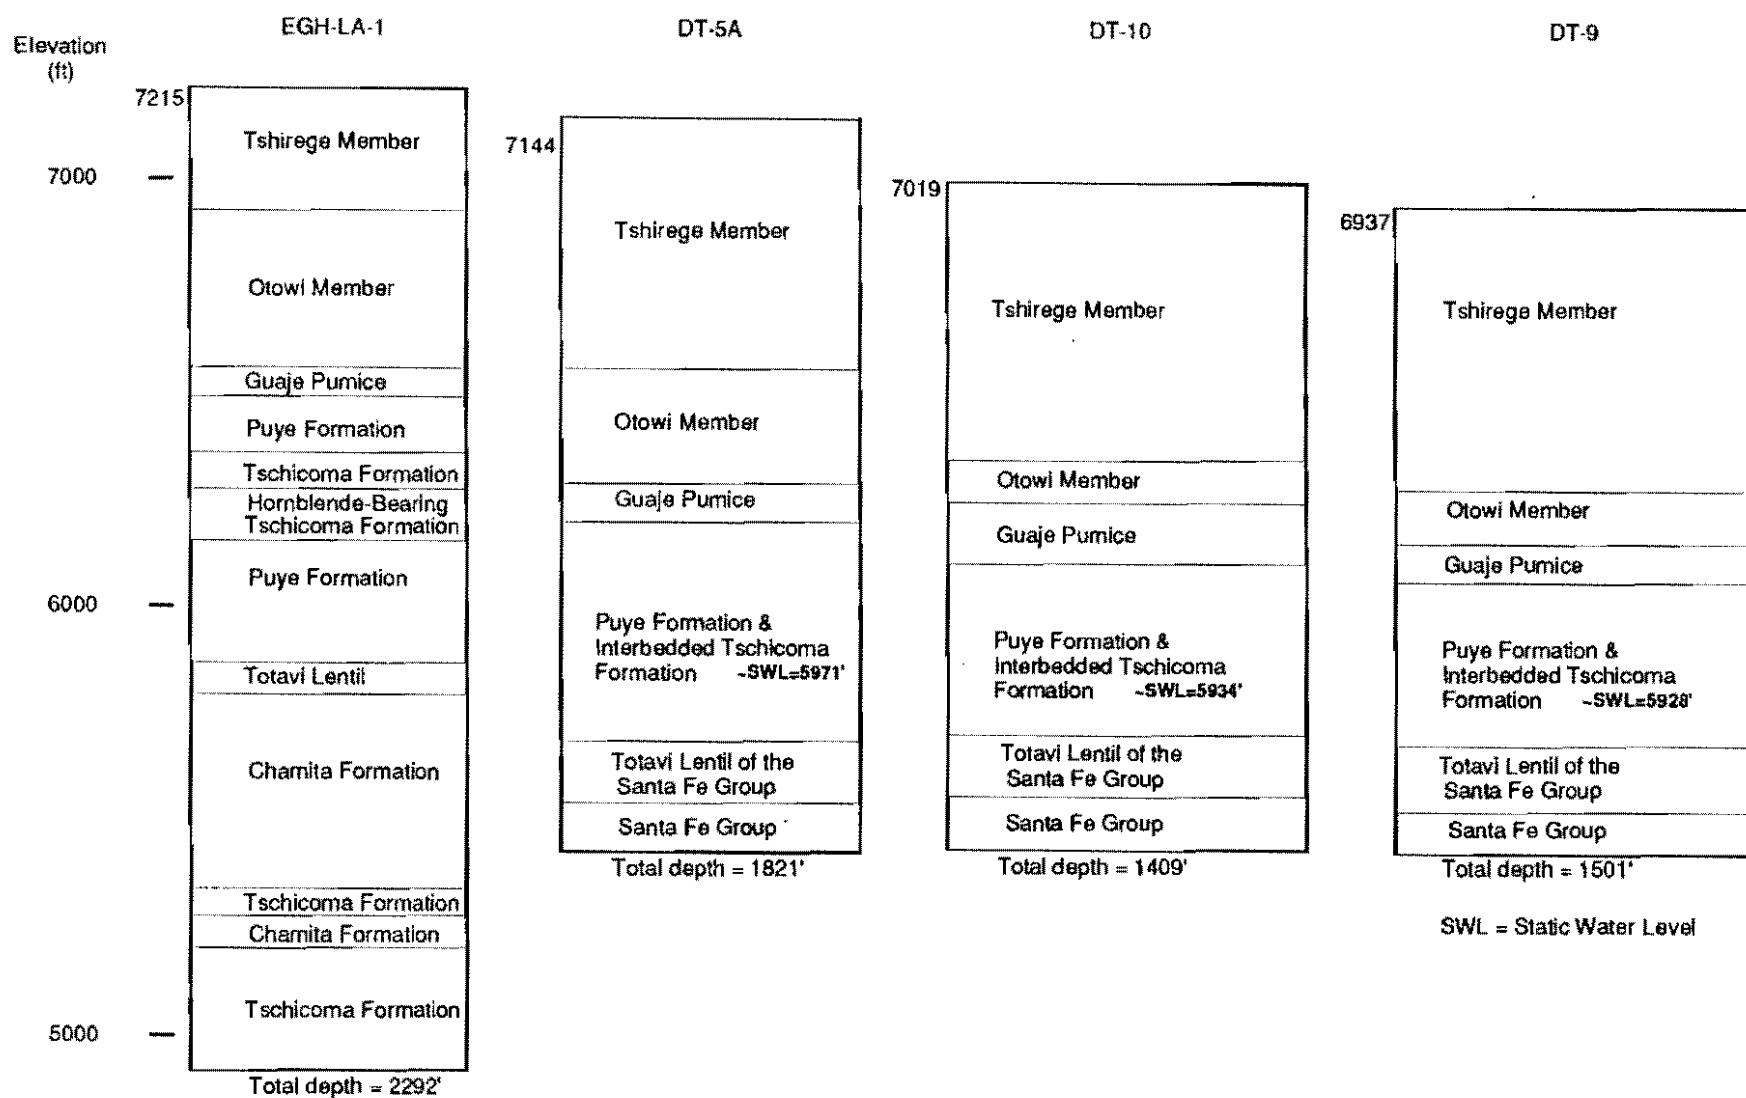 EGH-LA-1
DT-5A
DT-10
DT-9
Elevation
(ft)
7000
6000
5000
7215
Tshirege Member
Otowi Member
Guaje Pumice
Puye Formation
Tschicoma Formation
Hornblende-Bearing
Tschicoma Formation
Puye Formation
Totavi Lentil
Chamita Formation
Tschicoma Formation
Chamita Formation
Tschicoma Formation
Total depth = 2292'
7144
Tshirege Member
Otowi Member
Guaje Pumice
Puye Formation &
Interbedded Tschicoma
Formation ~SWL=5971'
Totavi Lentil of the
Santa Fe Group
Santa Fe Group
Total depth = 1821'
7019
Tshirege Member
Otowi Member
Guaje Pumice
Puye Formation &
Interbedded Tschicoma
Formation ~SWL=5934'
Totavi Lentil of the
Santa Fe Group
Santa Fe Group
Total depth = 1409'
6937
Tshirege Member
Otowi Member
Guaje Pumice
Puye Formation &
Interbedded Tschicoma
Formation ~SWL=5928'
Totavi Lentil of the
Santa Fe Group
Santa Fe Group
Total depth = 1501'
SWL = Static Water Level